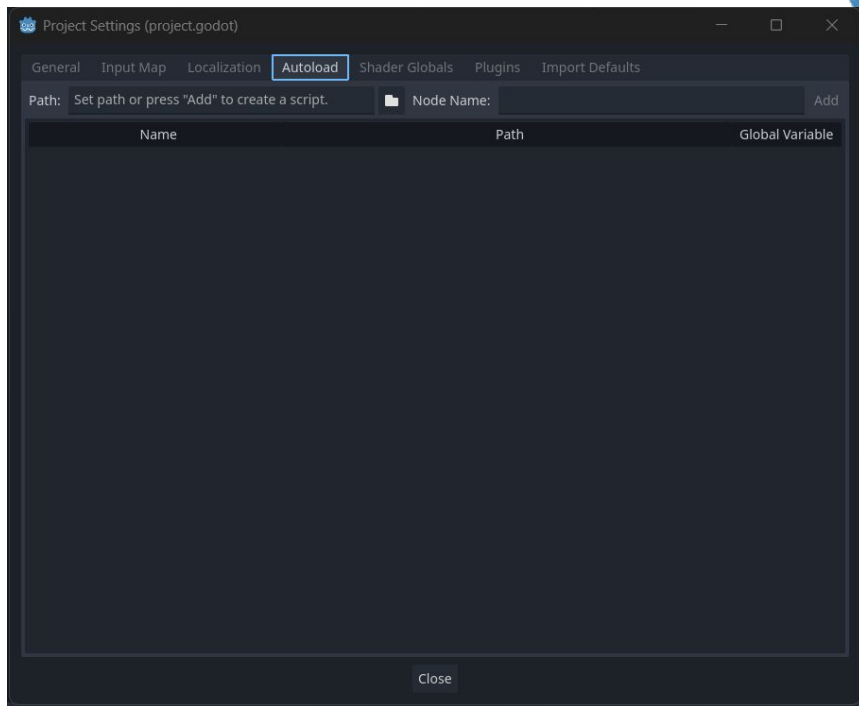 Project Settings (project.godot)
General Input Map Localization Autoload Shader Globals Plugins Import Defaults
Path: Set path or press "Add" to create a script. Node Name: Add
Name Path Global Variable
Close